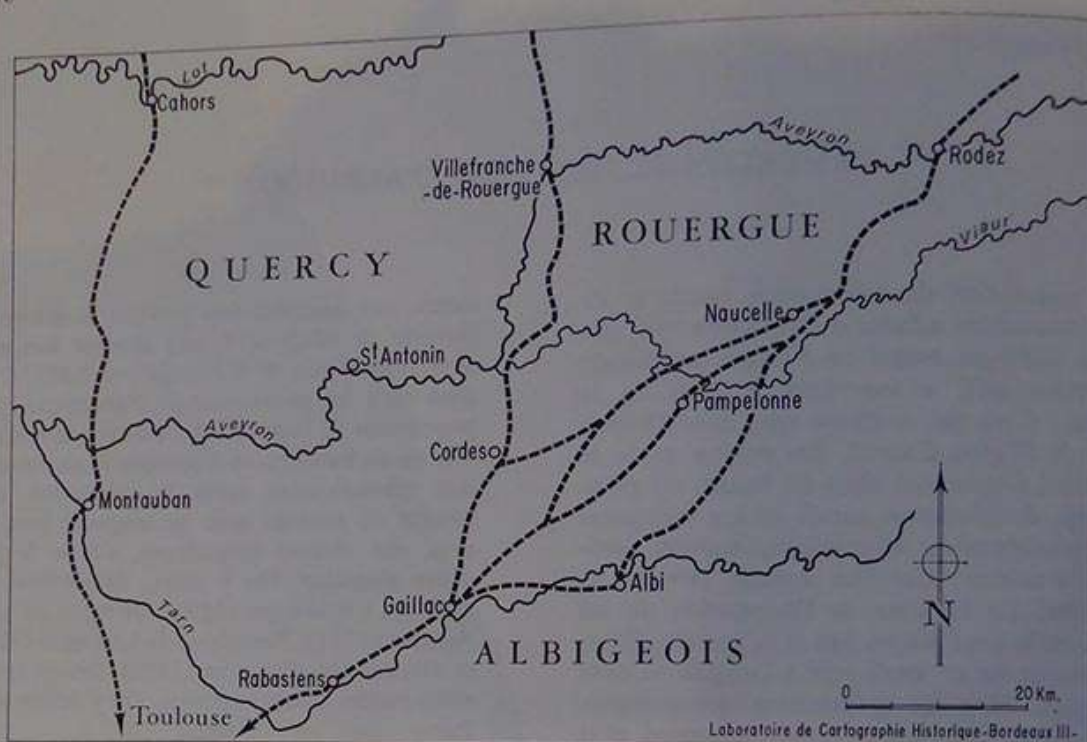 Lot
Cahors
Aveyron
Rodez
Villefranche
-de-Rouergue
ROUERGUE
Viaur
QUERCY
Naucelle
St Antonin
Pampelonne
Aveyron
Cordes
Montauban
Albi
Gaillac
Tarn
N
ALBIGEOIS
Rabastens
0 20 Km.
Toulouse
Laboratoire de Cartographie Historique-Bordeaux III-